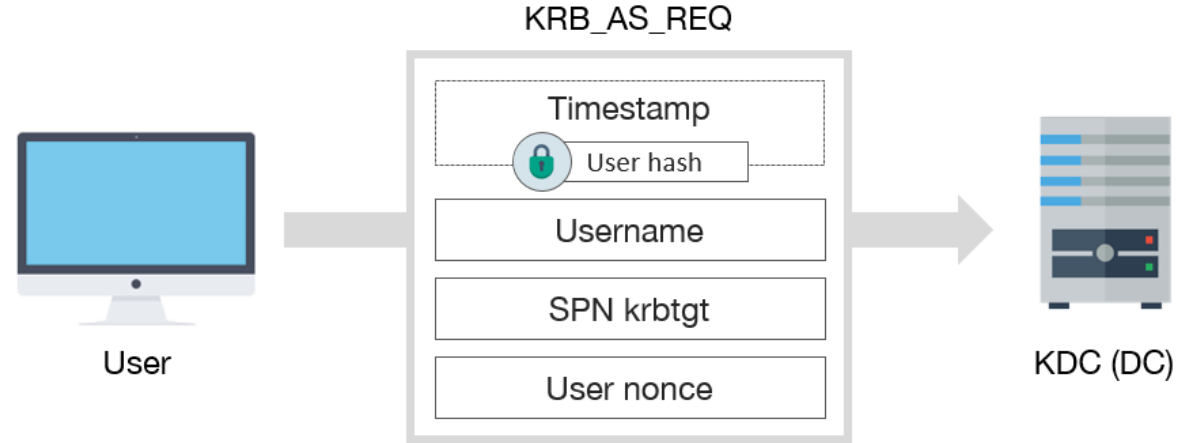 KRB_AS_REQ
Timestamp
User hash
Username
SPN krbtgt
User nonce
User
KDC (DC)